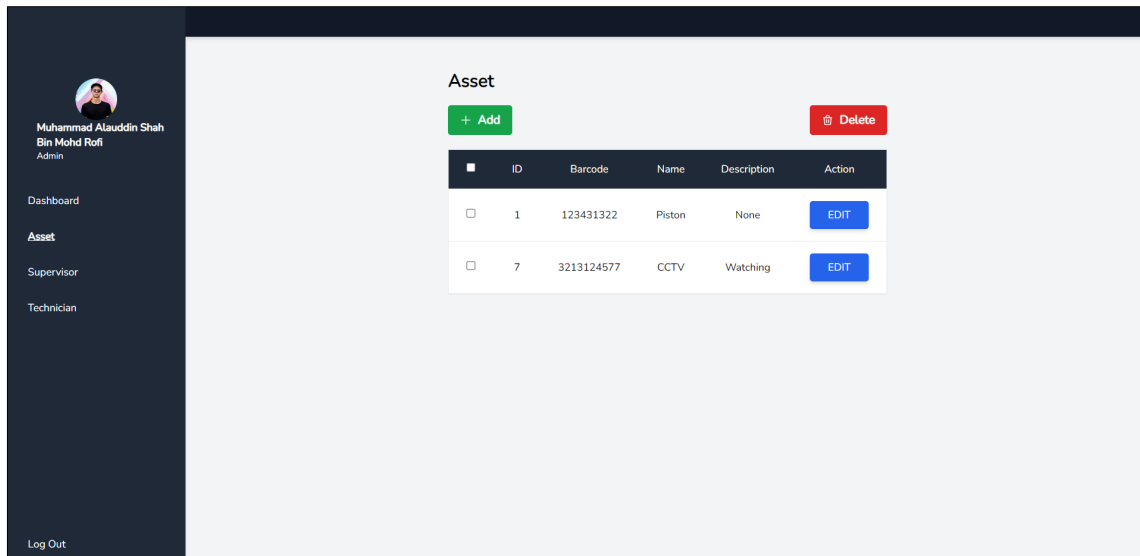 Muhammad Alauddin Shah
Bin Mohd Rofi
Admin
Dashboard
Asset
Supervisor
Technician
Log Out
Asset
+ Add
Delete
ID Barcode Name Description Action
1 123431322 Piston None EDIT
7 3213124577 CCTV Watching EDIT